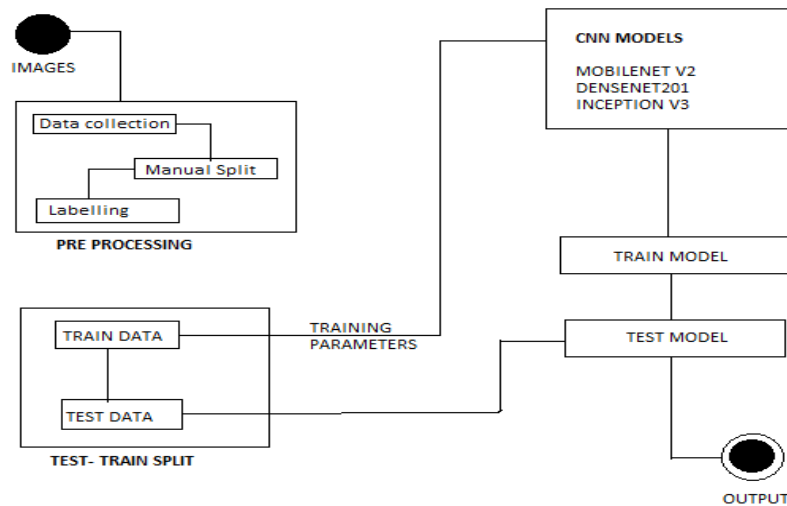 IMAGES
Data collection
Manual Split
Labelling
PRE PROCESSING
TRAIN DATA
TEST DATA
TEST- TRAIN SPLIT
TRAINING
PARAMETERS
CNN MODELS
MOBILENET V2
DENSENET201
INCEPTION V3
TRAIN MODEL
TEST MODEL
OUTPUT